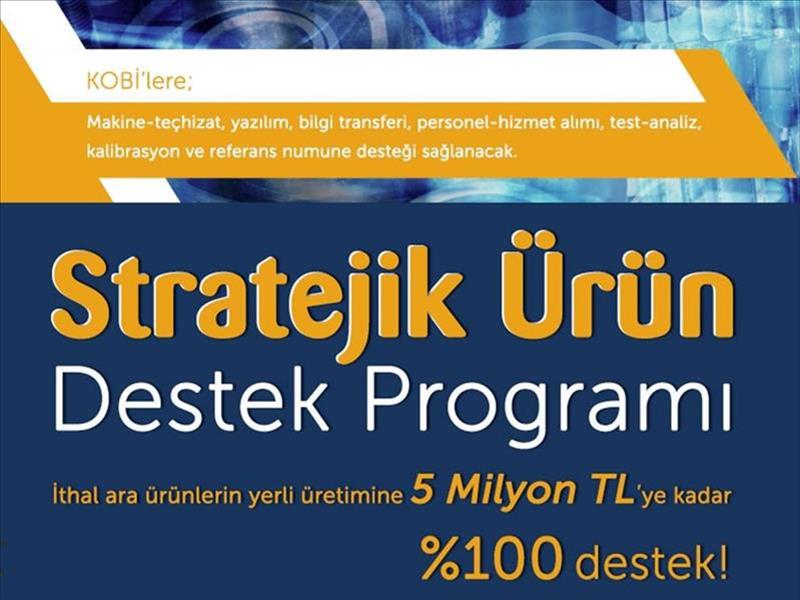 KOBİ'lere;
Makine-teçhizat, yazılım, bilgi transferi, personel-hizmet alımı, test-analiz,
kalibrasyon ve referans numune desteği sağlanacak.
Stratejik Ürün
Destek Programı
İthal ara ürünlerin yerli üretimine 5 Milyon TL'ye kadar
%100 destek!